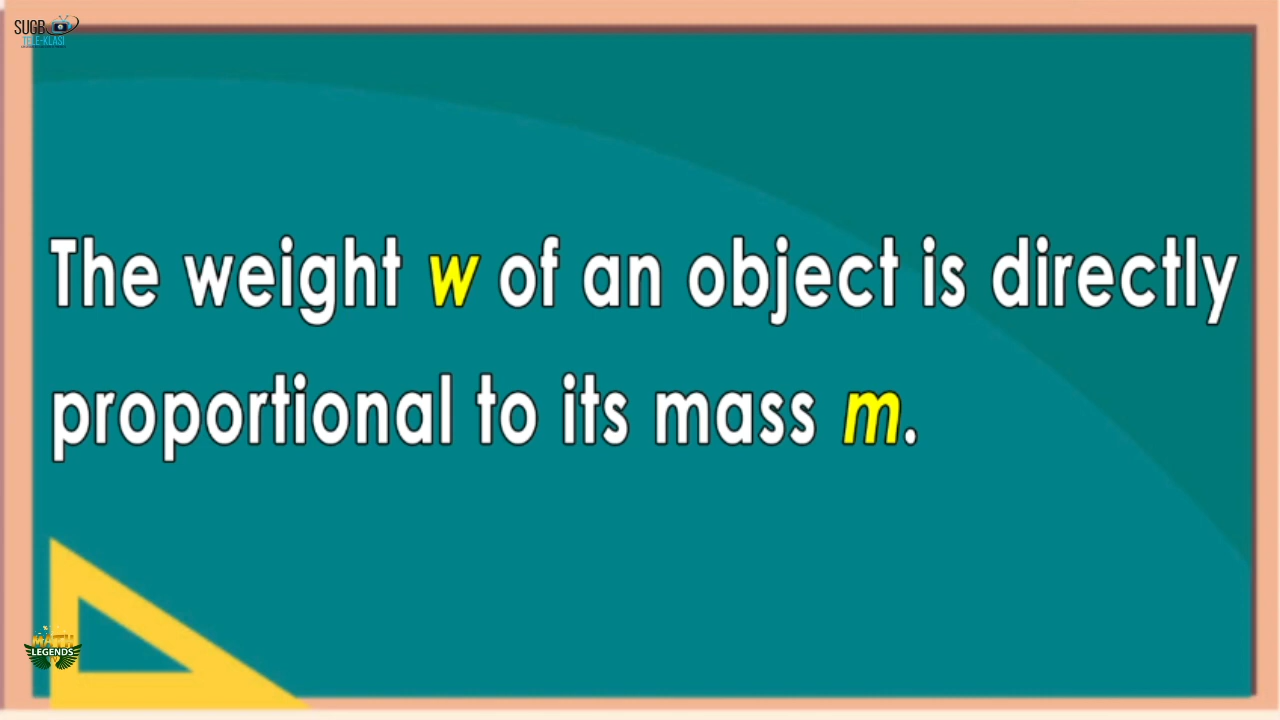 SUGB
TELE-KLASI
The weight w of an object is directly
proportional to its mass m.
MATH
LEGENDS